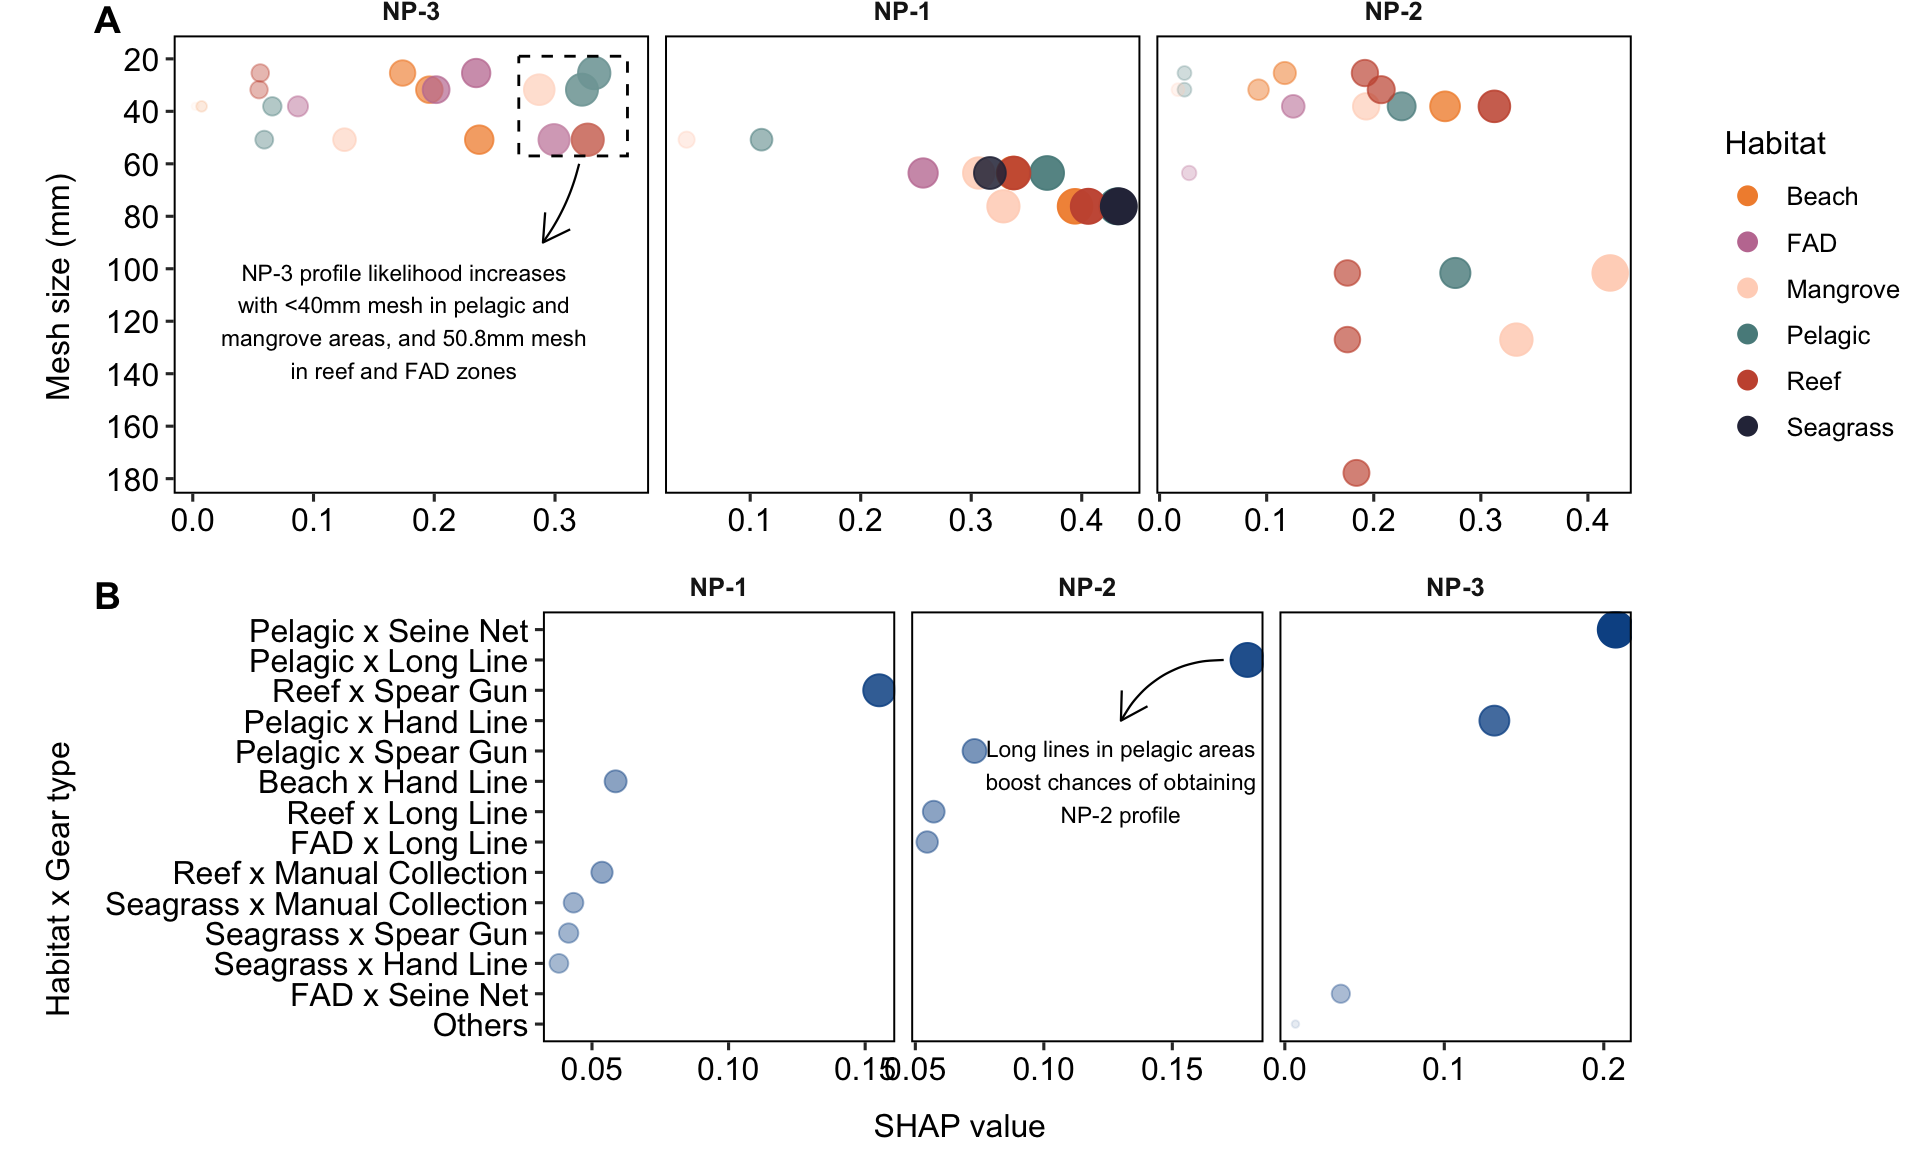 A
NP-3
NP-1
NP-2
Mesh size (mm)
20
40
60
80
100
120
140
160
180
NP-3 profile likelihood increases
with <40mm mesh in pelagic and
mangrove areas, and 50.8mm mesh
in reef and FAD zones
0.0 0.1 0.2 0.3
0.1 0.2 0.3 0.4
0.0 0.1 0.2 0.3 0.4
Habitat
Beach
FAD
Mangrove
Pelagic
Reef
Seagrass
B
NP-1
NP-2
NP-3
Habitat x Gear type
Pelagic x Seine Net
Pelagic x Long Line
Reef x Spear Gun
Pelagic x Hand Line
Pelagic x Spear Gun
Beach x Hand Line
Reef x Long Line
FAD x Long Line
Reef x Manual Collection
Seagrass x Manual Collection
Seagrass x Spear Gun
Seagrass x Hand Line
FAD x Seine Net
Others
Long lines in pelagic areas
boost chances of obtaining
NP-2 profile
0.05 0.10 0.15
0.05 0.10 0.15
0.0 0.1 0.2
SHAP value